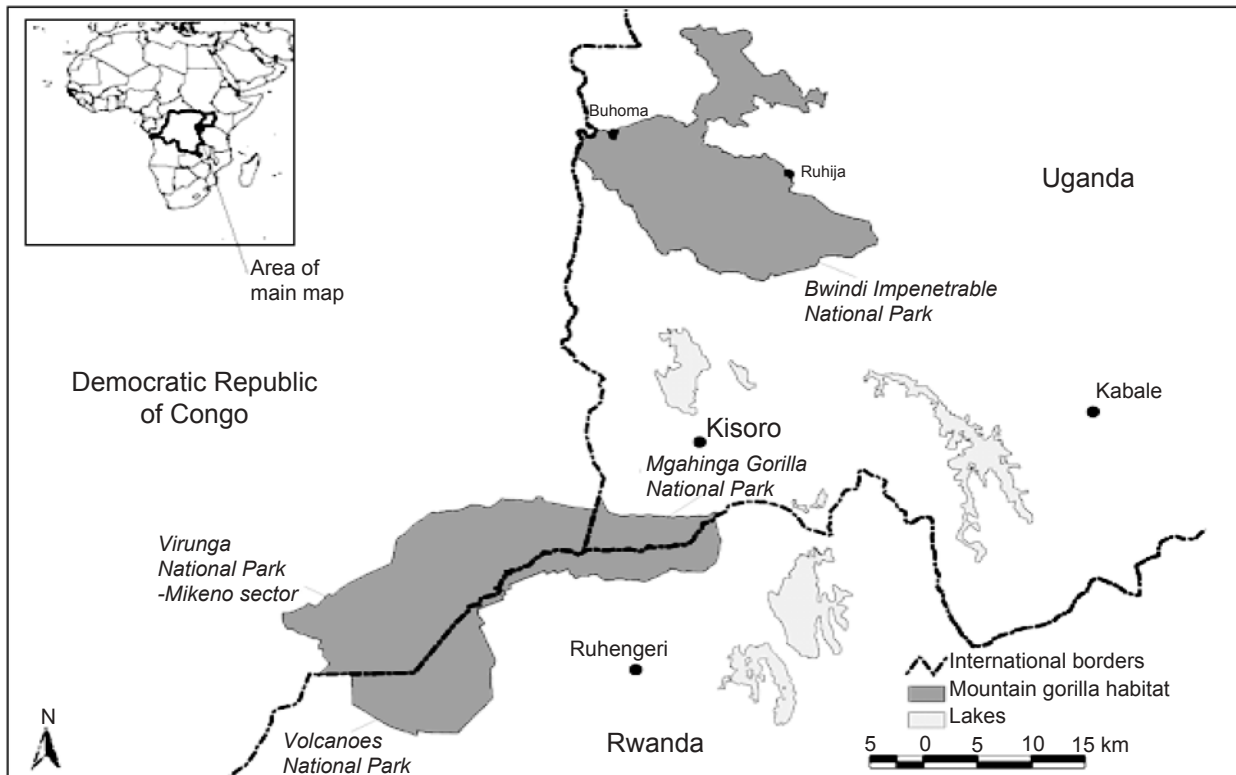 Area of
main map
Buhoma
Ruhija
Uganda
Bwindi Impenetrable
National Park
Democratic Republic
of Congo
Kabale
Kisoro
Mgahinga Gorilla
National Park
Virunga
National Park
-Mikeno sector
Ruhengeri
International borders
Mountain gorilla habitat
Lakes
N
Volcanoes
National Park
Rwanda
5 0 5 10 15 km